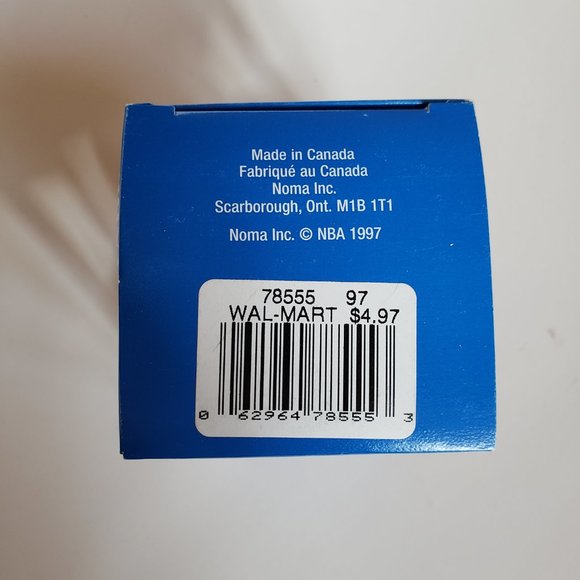 Made in Canada
Fabriqué au Canada
Noma Inc.
Scarborough, Ont. M1B 1T1
Noma Inc. © NBA 1997
78555 97
WAL-MART $4.97
0 62964 78555 3